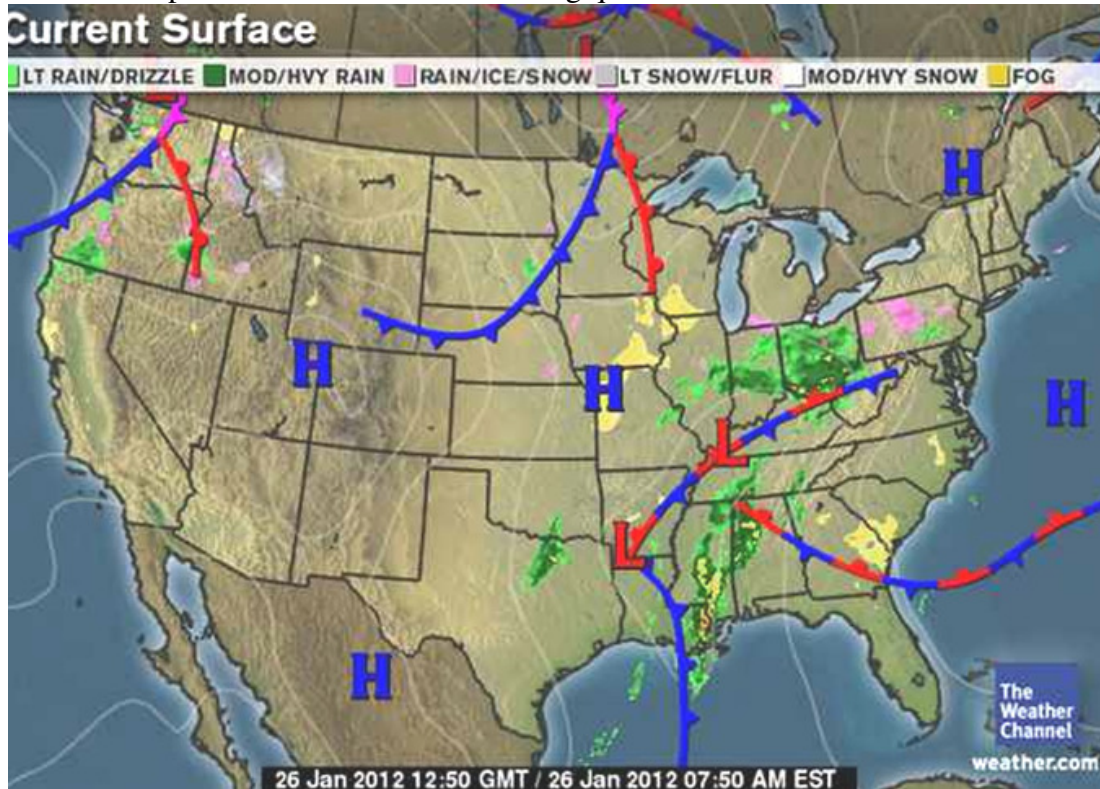 Current Surface
LT RAIN/DRIZZLE MOD/HVY RAIN RAIN/ICE/SNOW LT SNOW/FLUR MOD/HVY SNOW FOG
L
L
H
H
H
H
L
L
H
The
Weather
Channel
weather.com
26 Jan 2012 12:50 GMT / 26 Jan 2012 07:50 AM EST